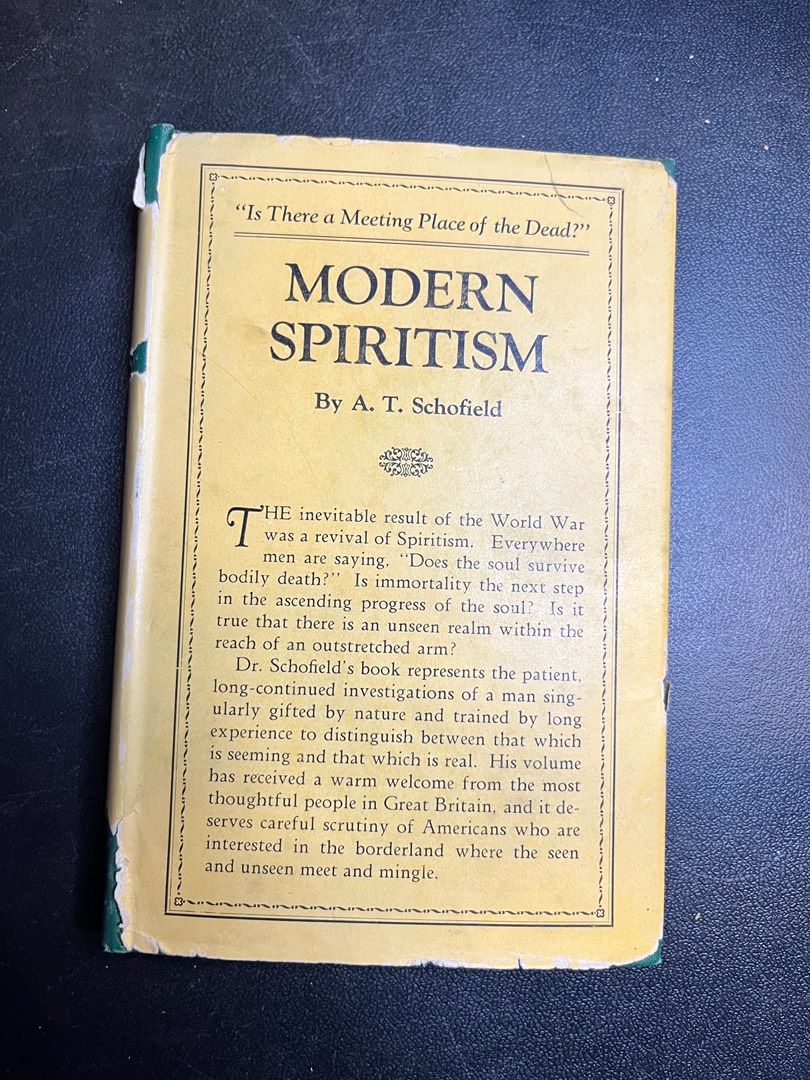 “Is There a Meeting Place of the Dead?”
MODERN
SPIRITISM
By A. T. Schofield
THE inevitable result of the World War
was a revival of Spiritism. Everywhere
men are saying, “Does the soul survive
bodily death?” Is immortality the next step
in the ascending progress of the soul? Is it
true that there is an unseen realm within the
reach of an outstretched arm?
Dr. Schofield’s book represents the patient,
long-continued investigations of a man sing-
ularly gifted by nature and trained by long
experience to distinguish between that which
is seeming and that which is real. His volume
has received a warm welcome from the most
thoughtful people in Great Britain, and it de-
serves careful scrutiny of Americans who are
interested in the borderland where the seen
and unseen meet and mingle.